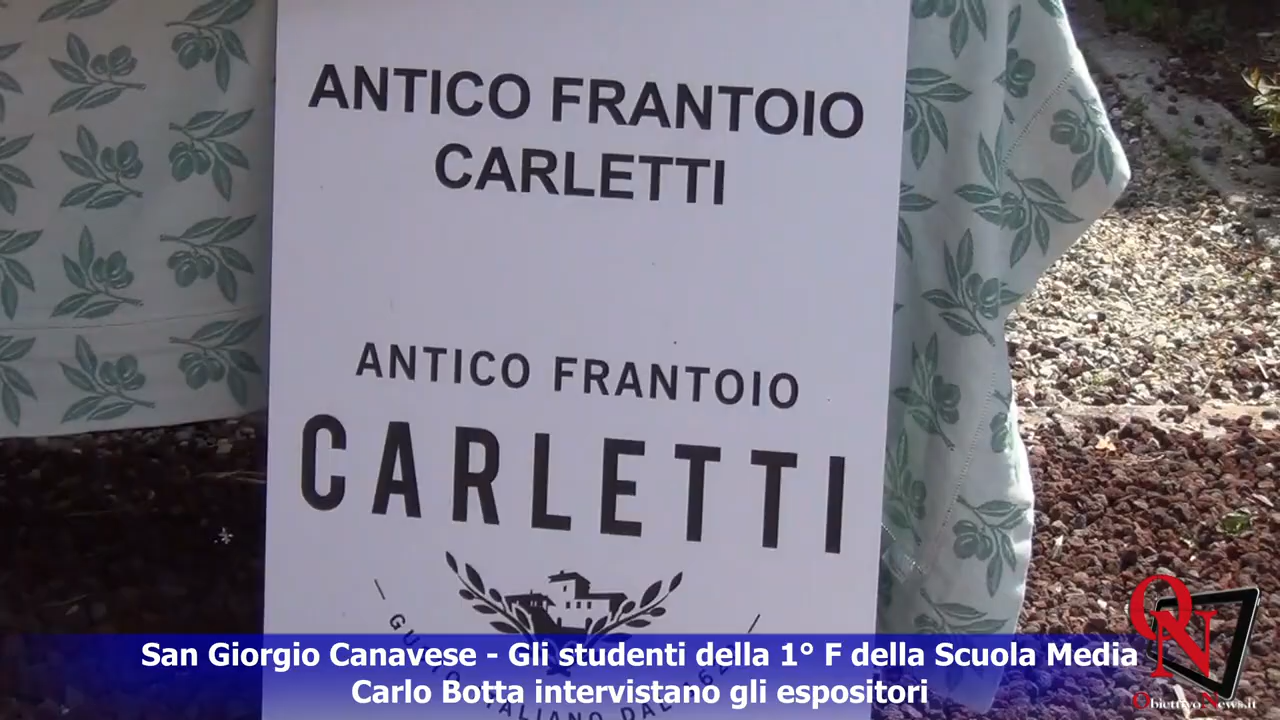 ANTICO FRANTOIO
CARLETTI
ANTICO FRANTOIO
CARLETTI
San Giorgio Canavese - Gli studenti della 1° F della Scuola Media
Carlo Botta intervistano gli espositori
ON
ObiettivoNews.it